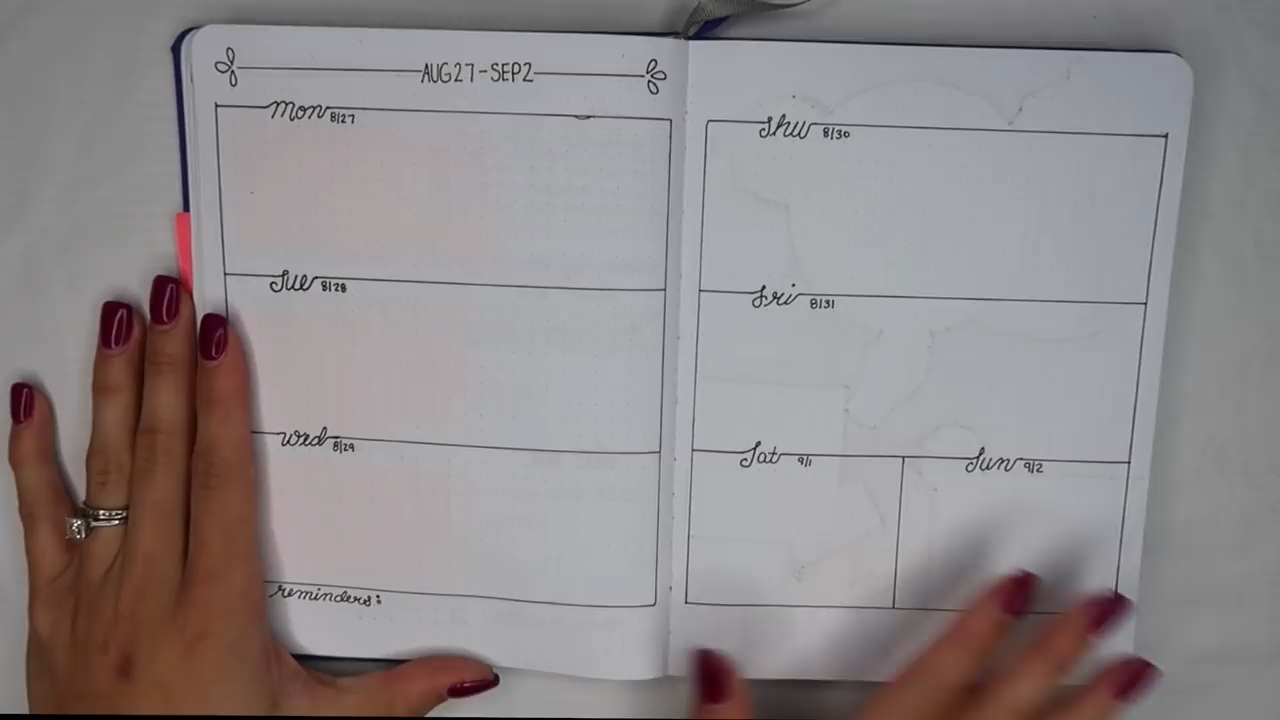 AUG27-SEP2
mon 8/27
tue 8/28
wed 8/29
reminders:
thu 8/30
fri 8/31
sat 9/1
sun 9/2